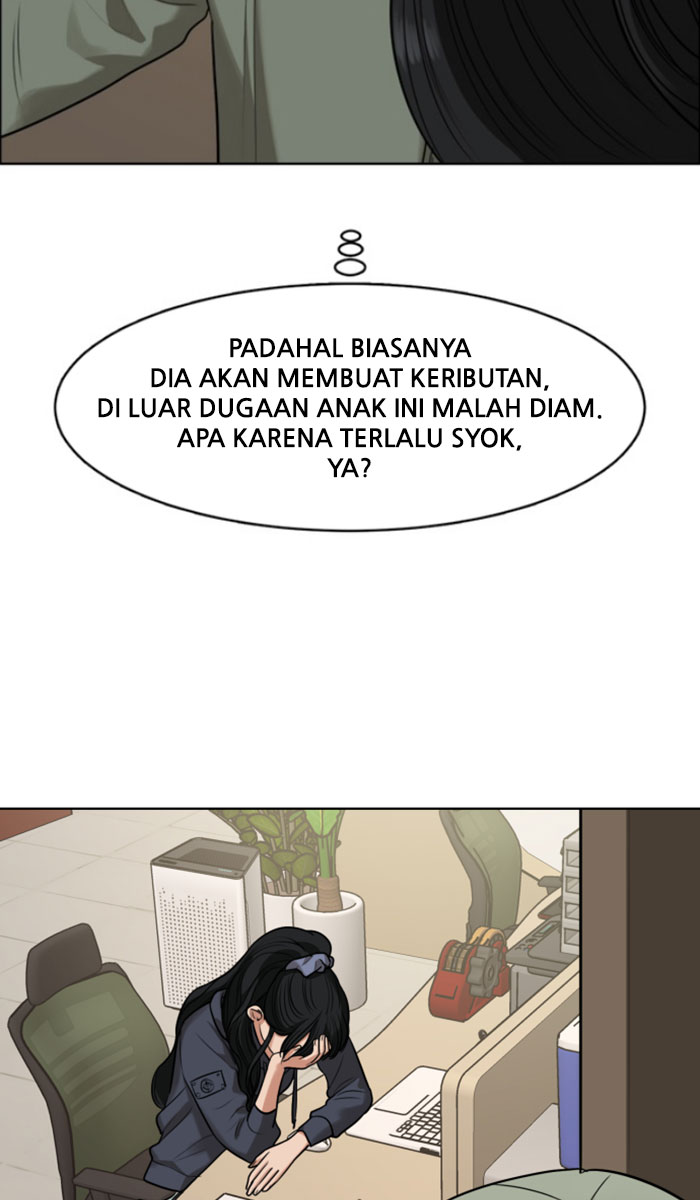 PADAHAL BIASANYA
DIA AKAN MEMBUAT KERIBUTAN,
DI LUAR DUGAAN ANAK INI MALAH DIAM.
APA KARENA TERLALU SYOK,
YA?